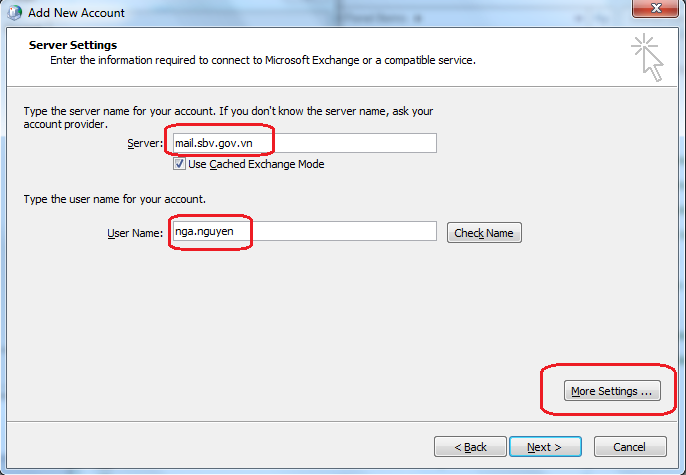 Add New Account
Server Settings
Enter the information required to connect to Microsoft Exchange or a compatible service.
Type the server name for your account. If you don't know the server name, ask your
account provider.
Server: mail.sbv.gov.vn
Use Cached Exchange Mode
Type the user name for your account.
User Name: nga.nguyen Check Name
More Settings ...
< Back Next > Cancel